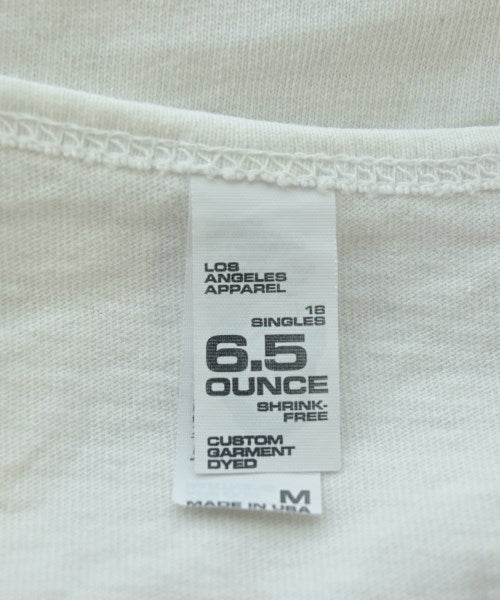 LOS
ANGELES
APPAREL
18
SINGLES
6.5
OUNCE
SHRINK-
FREE
CUSTOM
GARMENT
DYED
M
MADE IN USA